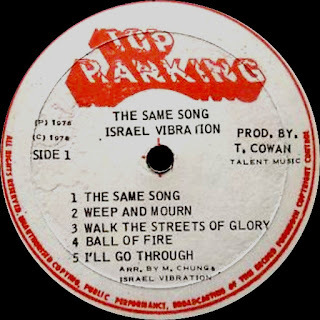 TOP
RANKING
THE SAME SONG
ISRAEL VIBRATION
(P) 1978
(C) 1978
SIDE 1
PROD. BY.
T. COWAN
TALENT MUSIC
1 THE SAME SONG
2 WEEP AND MOURN
3 WALK THE STREETS OF GLORY
4 BALL OF FIRE
5 I'LL GO THROUGH
ARR. BY M. CHUNG &
ISRAEL VIBRATION
ALL RIGHTS RESERVED. UNAUTHORISED COPYING, PUBLIC PERFORMANCE, BROADCASTING OF THIS RECORD